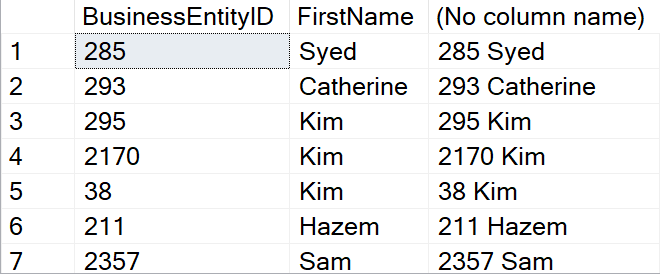 BusinessEntityID FirstName (No column name)
1 285 Syed 285 Syed
2 293 Catherine 293 Catherine
3 295 Kim 295 Kim
4 2170 Kim 2170 Kim
5 38 Kim 38 Kim
6 211 Hazem 211 Hazem
7 2357 Sam 2357 Sam